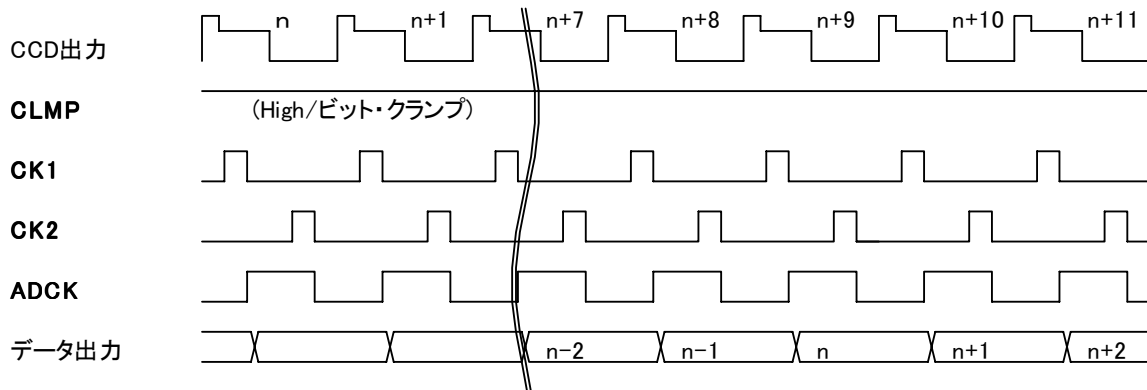 CCD出力 n n+1 n+7 n+8 n+9 n+10 n+11
CLMP (High/ビット・クランプ)
CK1
CK2
ADCK
データ出力 n-2 n-1 n n+1 n+2